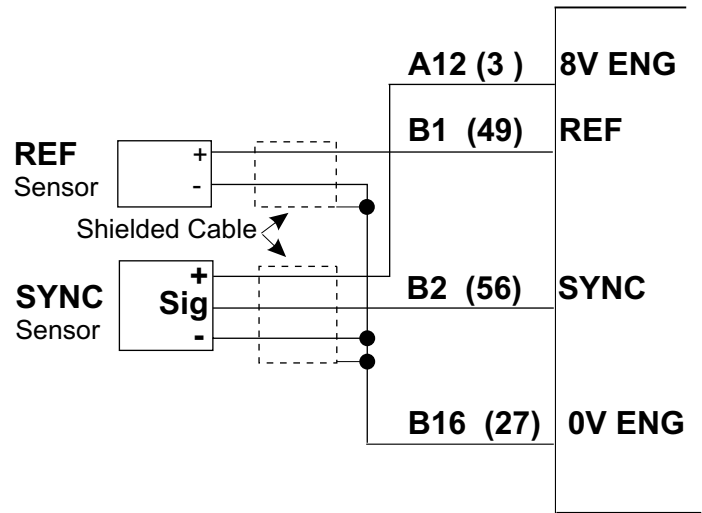 A12 (3 ) 8V ENG
B1 (49) REF
REF
Sensor
+
-
Shielded Cable
SYNC
Sensor
+
Sig
-
B2 (56) SYNC
B16 (27) 0V ENG